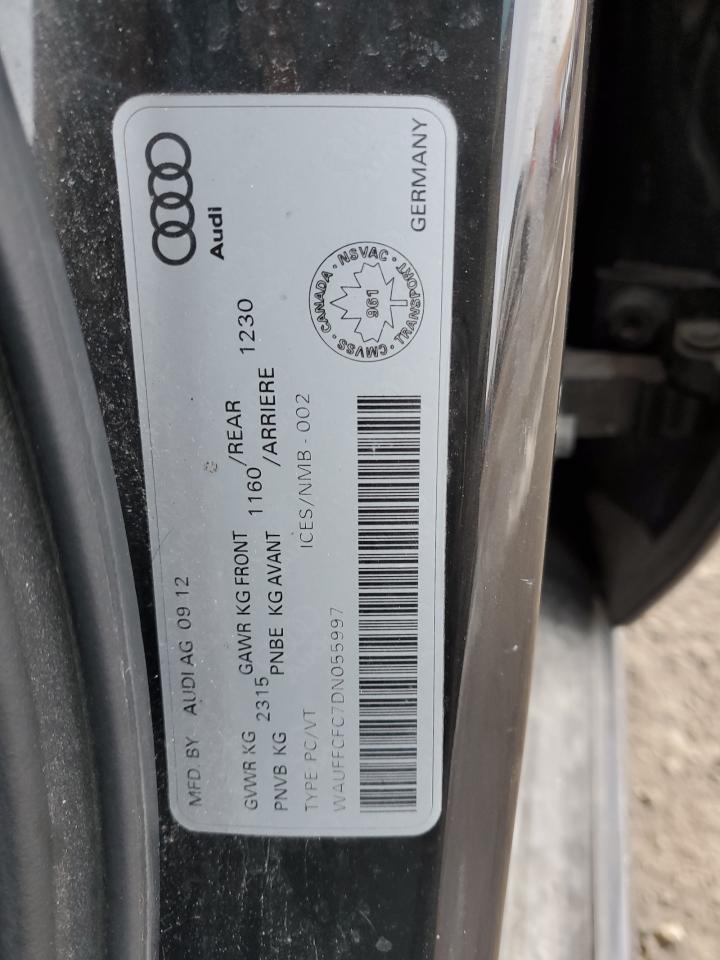 Audi
MFD. BY AUDI AG 09.12
GVWR KG 2315 GAWR KG FRONT 1160 /REAR 1230
PNVB KG PNBE KG AVANT /ARRIERE
TYPE PC/VT ICES/NMB-002
WAUFFCFC7DN055997
CMVSS · CANADA · NSVAC · TRANSPORT ·
961
GERMANY